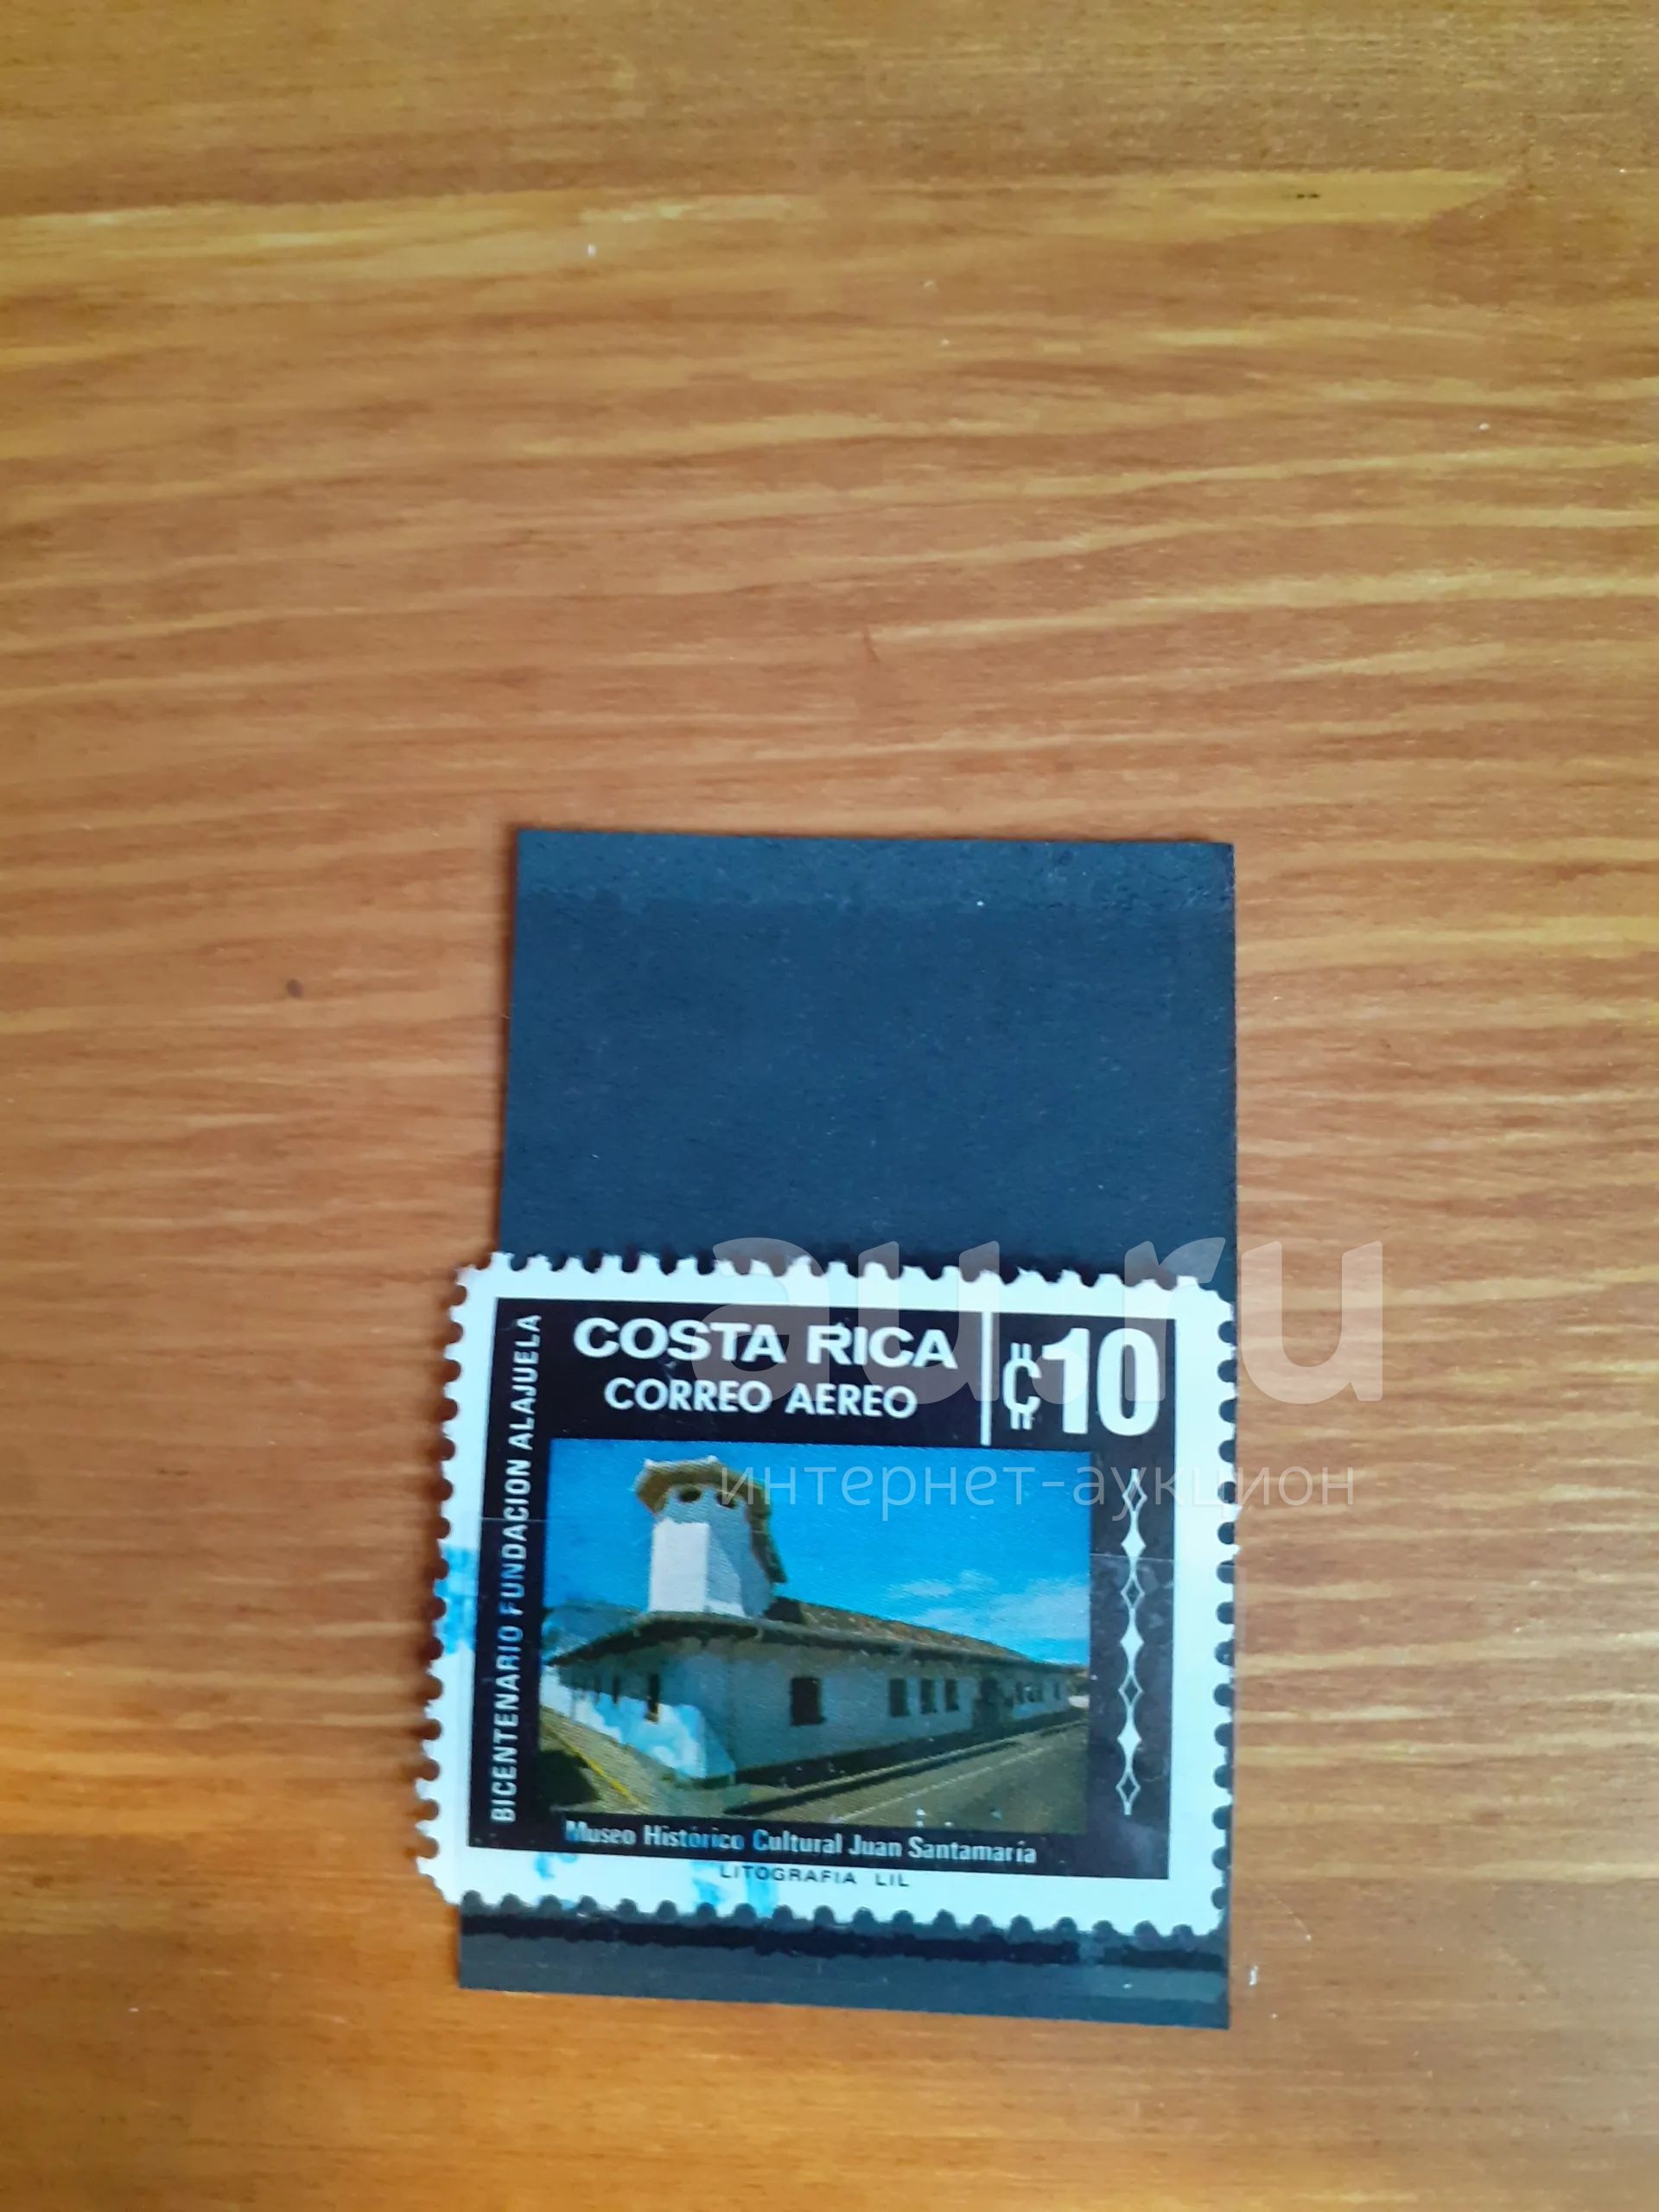 COSTA RICA
CORREO AEREO
₡10
BICENTENARIO FUNDACION ALAJUELA
Museo Histórico Cultural Juan Santamaría
LITOGRAFIA LIL
au.ru
интернет-аукцион